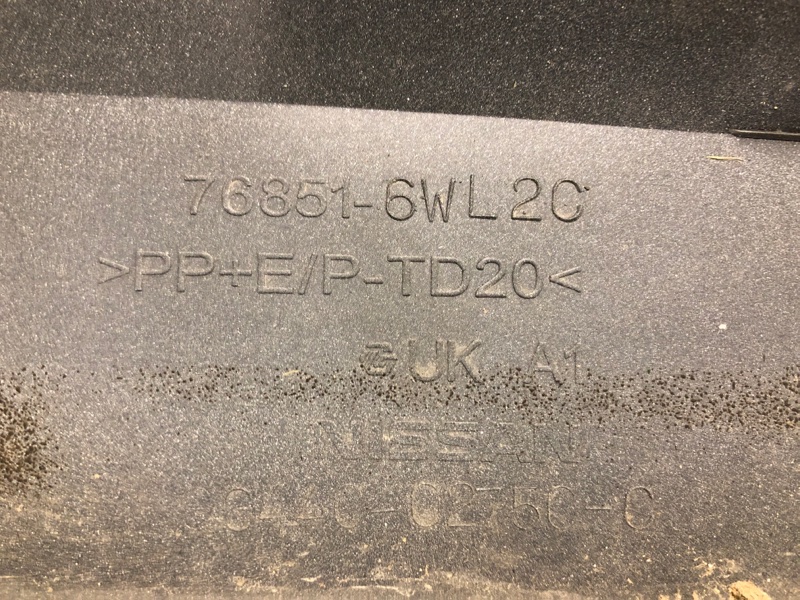 76851-6WL2C
>PP+E/P-TD20<
UK A1
NISSAN